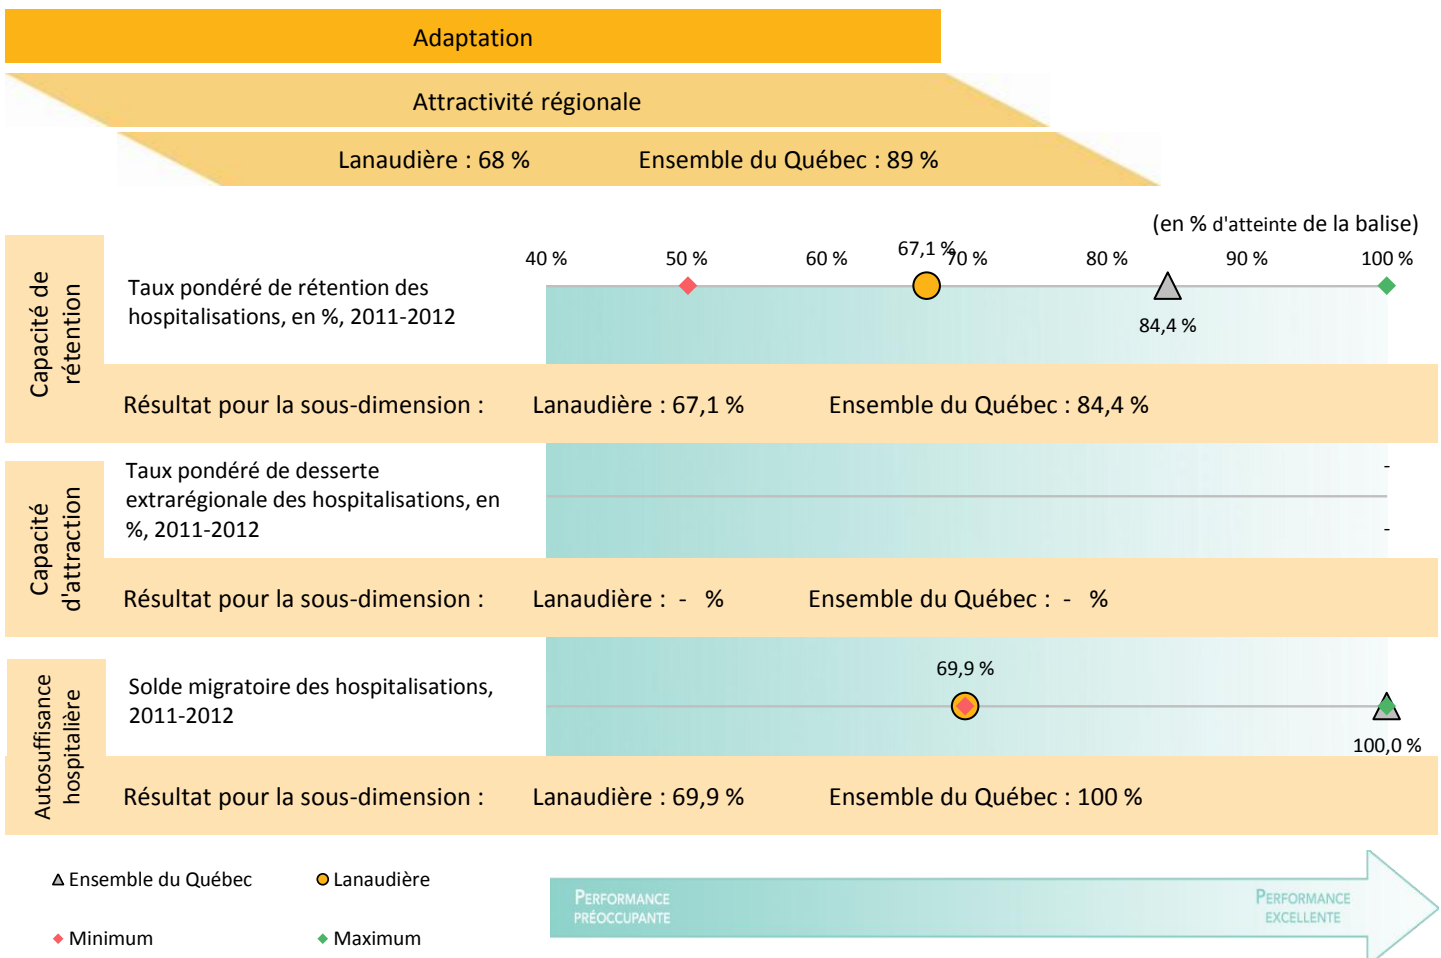 Adaptation
Attractivité régionale
Lanaudière : 68 % Ensemble du Québec : 89 %
(en % d'atteinte de la balise)
40 % 50 % 60 % 67,1 % 70 % 80 % 90 % 100 %
Capacité de
rétention
Taux pondéré de rétention des
hospitalisations, en %, 2011-2012
84,4 %
Résultat pour la sous-dimension : Lanaudière : 67,1 % Ensemble du Québec : 84,4 %
Capacité
d'attraction
Taux pondéré de desserte
extrarégionale des hospitalisations, en
%, 2011-2012
-
-
Résultat pour la sous-dimension : Lanaudière : - % Ensemble du Québec : - %
Autosuffisance
hospitalière
Solde migratoire des hospitalisations,
2011-2012
69,9 %
100,0 %
Résultat pour la sous-dimension : Lanaudière : 69,9 % Ensemble du Québec : 100 %
Ensemble du Québec Lanaudière
Minimum Maximum
PERFORMANCE
PRÉOCCUPANTE
PERFORMANCE
EXCELLENTE